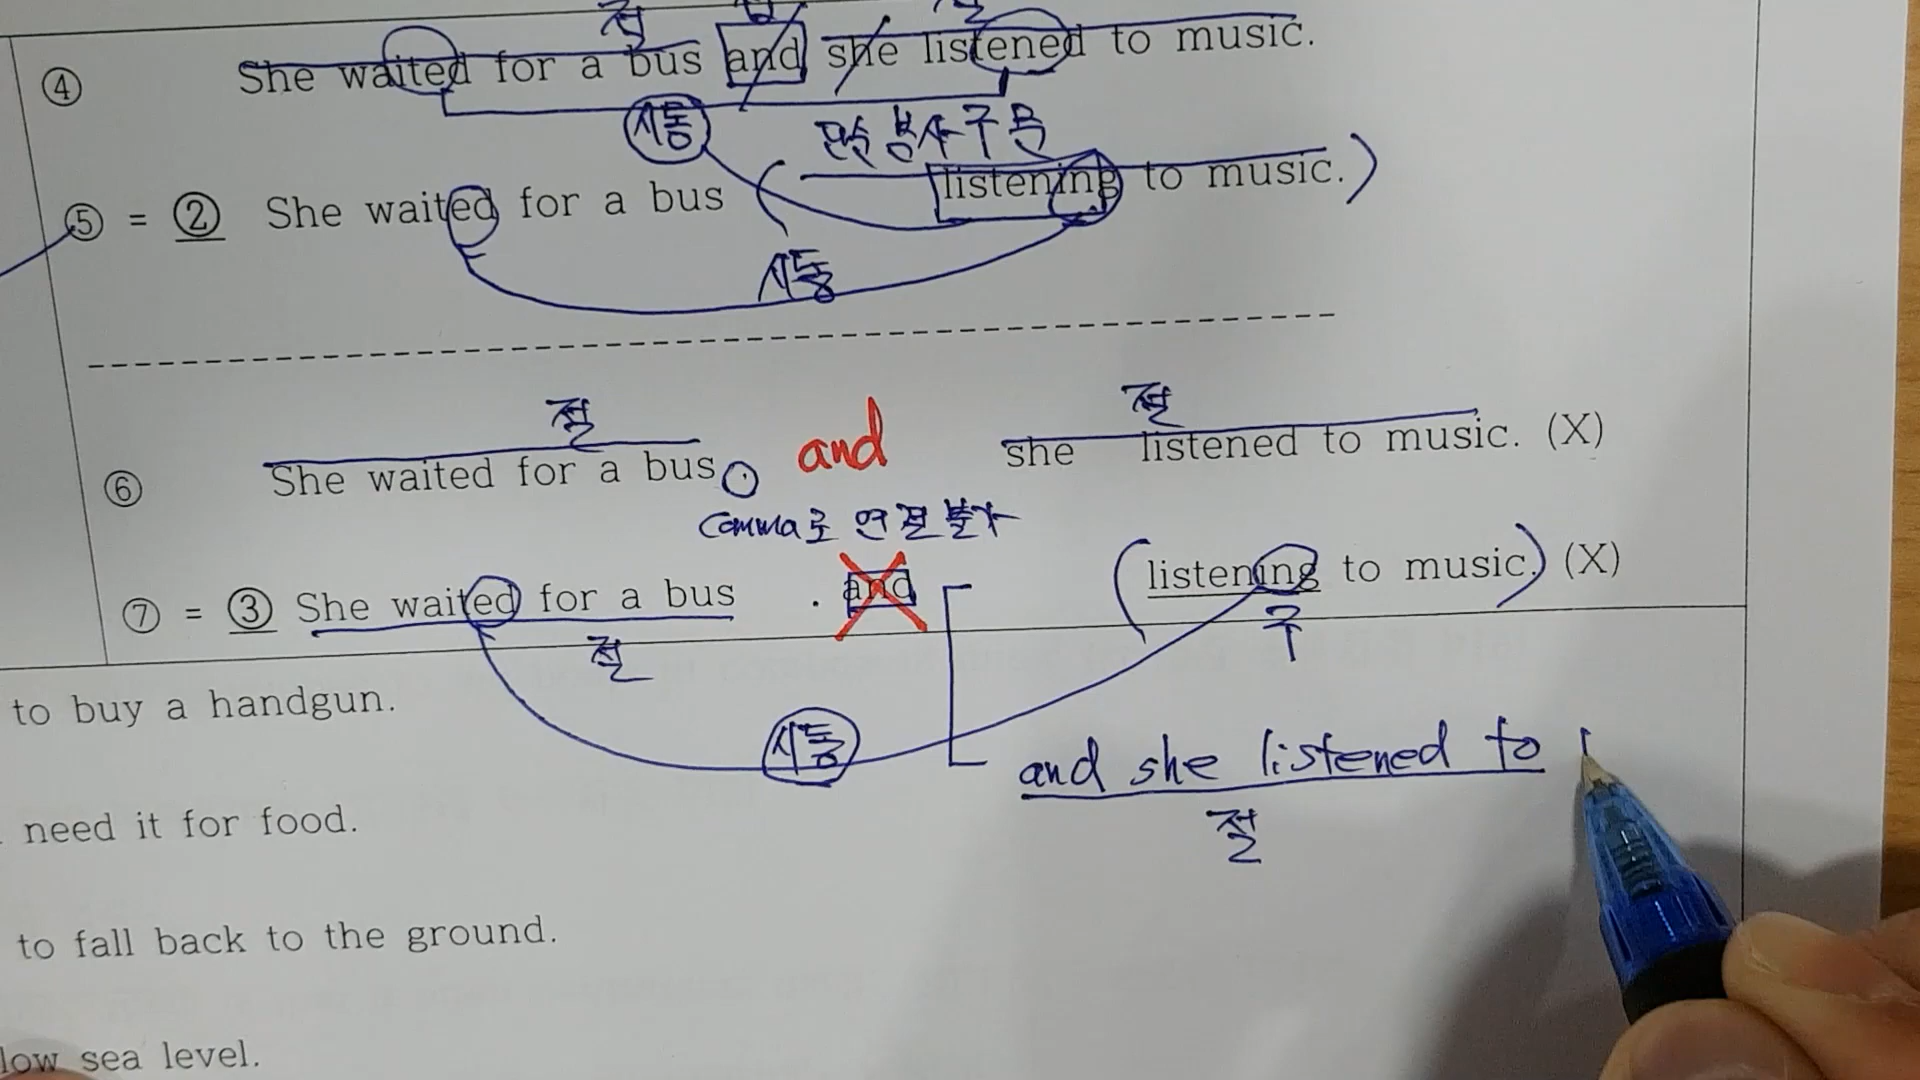 절 절
④ She waited for a bus and she listened to music.
시동 분사구문
⑤ = ② She waited for a bus listening to music. )
시동
절 절
⑥ She waited for a bus and she listened to music. (X)
comma로 연결불가
⑦ = ③ She waited for a bus . and (listening to music.) (X)
절 구
to buy a handgun.
시동 and she listened to
need it for food.
절
to fall back to the ground.
low sea level.